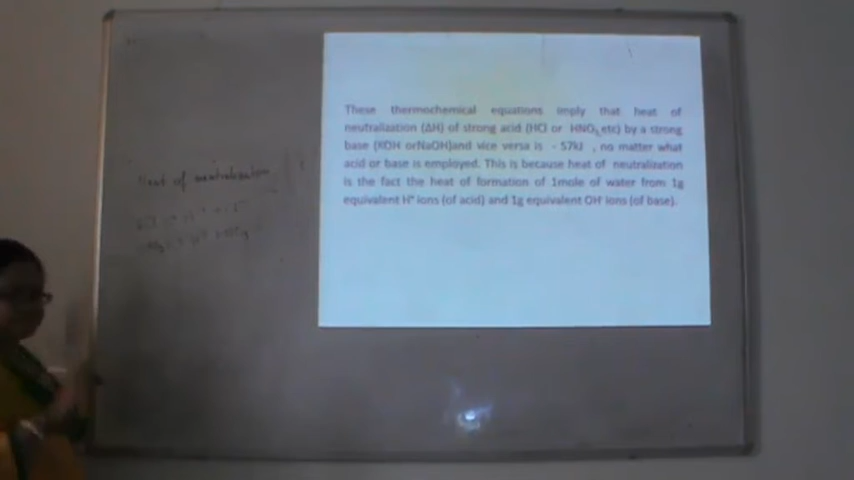 Heat of neutralization
These thermochemical equations imply that heat of
neutralization (ΔH) of strong acid (HCl or HNO₃ etc) by a strong
base (KOH orNaOH)and vice versa is - 57kJ , no matter what
acid or base is employed. This is because heat of neutralization
is the fact the heat of formation of 1mole of water from 1g
equivalent H⁺ ions (of acid) and 1g equivalent OH⁻ ions (of base).